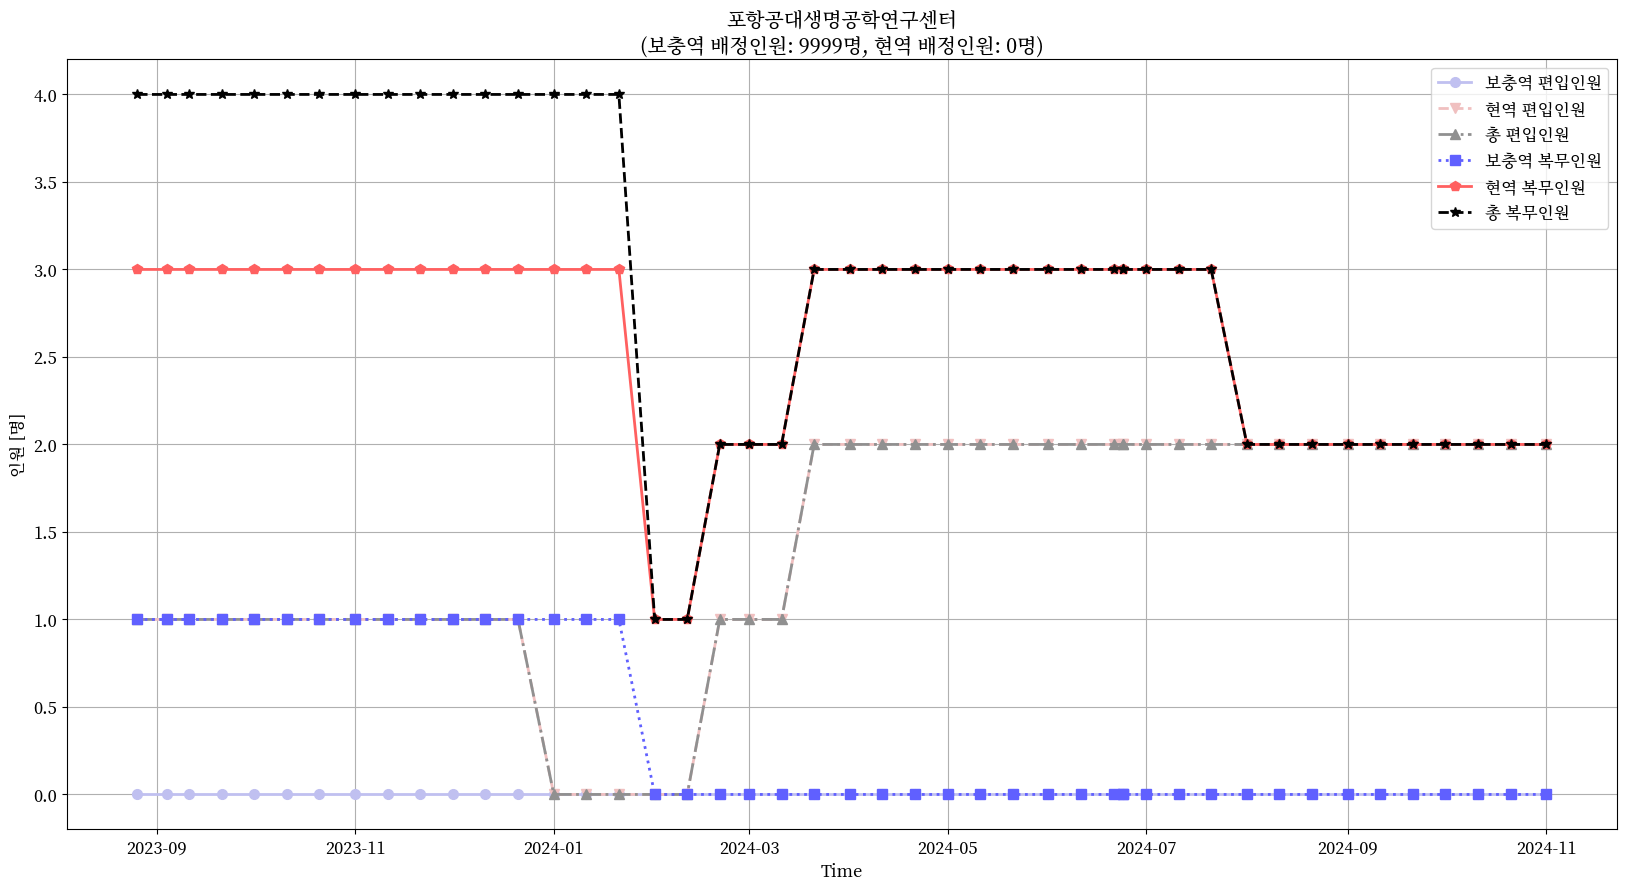 포항공대생명공학연구센터
(보충역 배정인원: 9999명, 현역 배정인원: 0명)
보충역 편입인원
현역 편입인원
총 편입인원
보충역 복무인원
현역 복무인원
총 복무인원
인원 [명]
4.0
3.5
3.0
2.5
2.0
1.5
1.0
0.5
0.0
2023-09
2023-11
2024-01
2024-03
2024-05
2024-07
2024-09
2024-11
Time